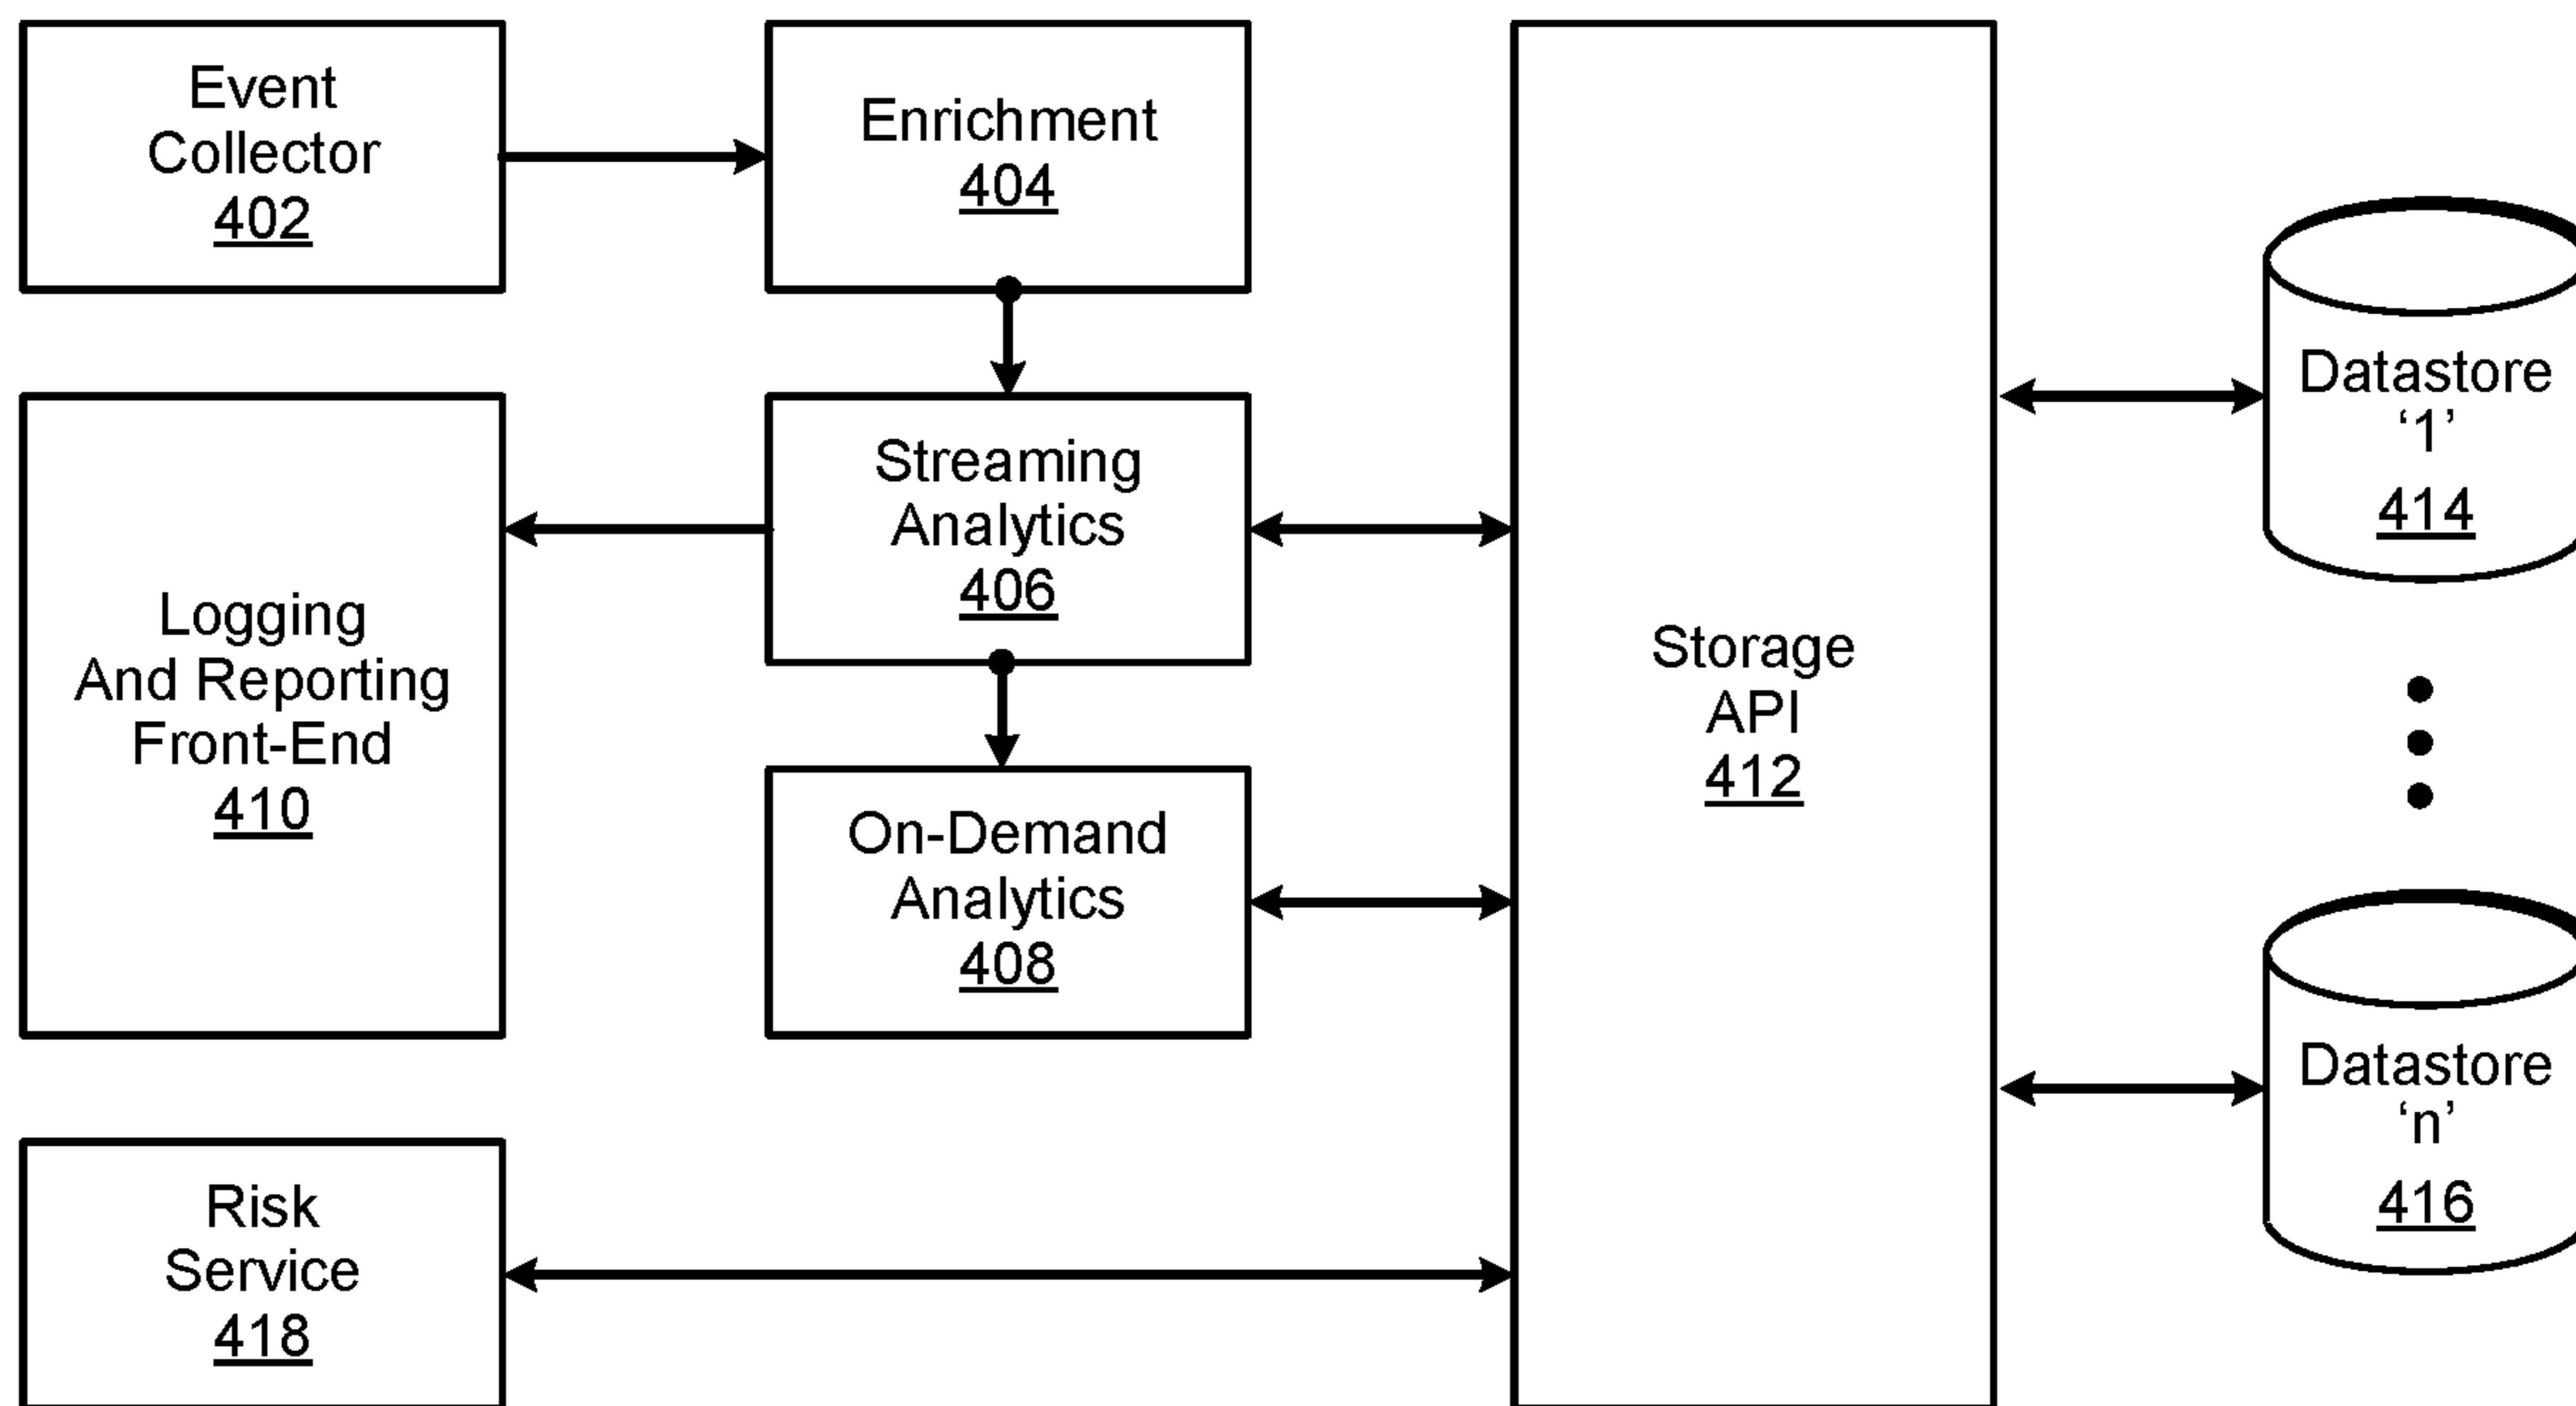 Event
Collector
402
Enrichment
404
Streaming
Analytics
406
Logging
And Reporting
Front-End
410
On-Demand
Analytics
408
Risk
Service
418
Storage
API
412
Datastore
‘1’
414
Datastore
‘n’
416